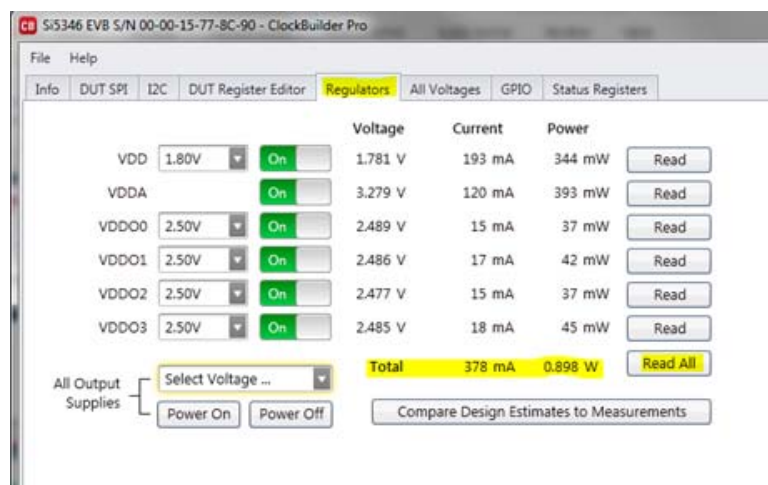 CB Si5346 EVB S/N 00-00-15-77-8C-90 - ClockBuilder Pro
File Help
Info DUT SPI I2C DUT Register Editor Regulators All Voltages GPIO Status Registers
Voltage Current Power
VDD 1.80V On 1.781 V 193 mA 344 mW Read
VDDA On 3.279 V 120 mA 393 mW Read
VDDO0 2.50V On 2.489 V 15 mA 37 mW Read
VDDO1 2.50V On 2.486 V 17 mA 42 mW Read
VDDO2 2.50V On 2.477 V 15 mA 37 mW Read
VDDO3 2.50V On 2.485 V 18 mA 45 mW Read
Total 378 mA 0.898 W Read All
All Output Supplies Select Voltage ...
Power On Power Off Compare Design Estimates to Measurements